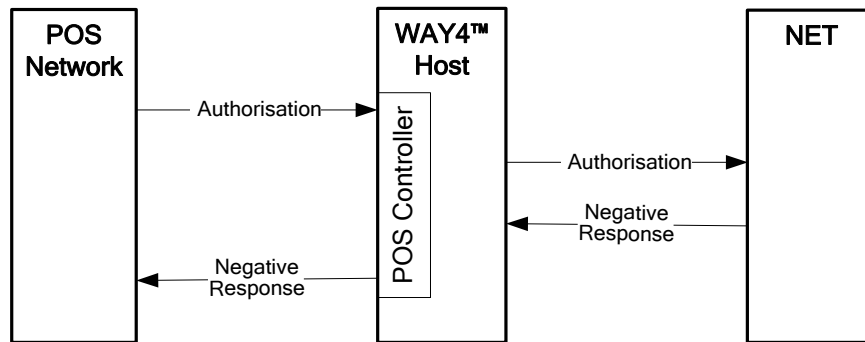 POS
Network
WAY4™
Host
NET
Authorisation
POS Controller
Authorisation
Negative
Response
Negative
Response